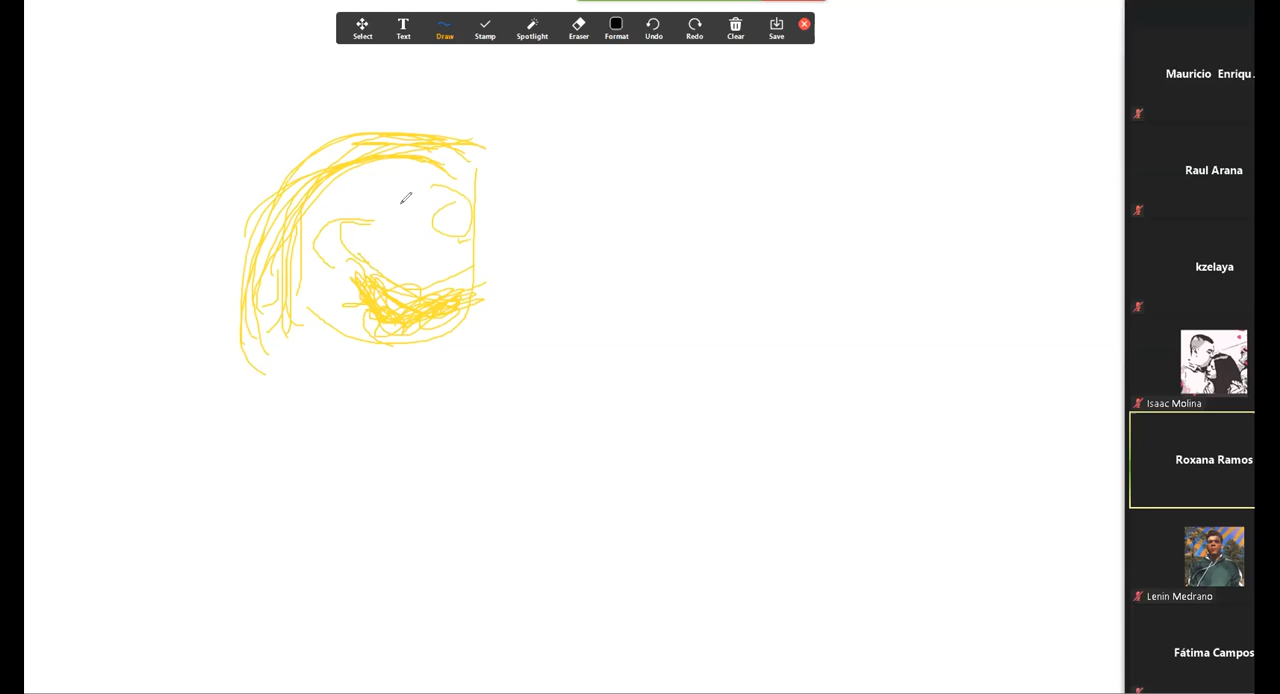 Select Text Draw Stamp Spotlight Eraser Format Undo Redo Clear Save
Mauricio Enriqu.
Raul Arana
kzelaya
Isaac Molina
Roxana Ramos
Lenin Medrano
Fátima Campos